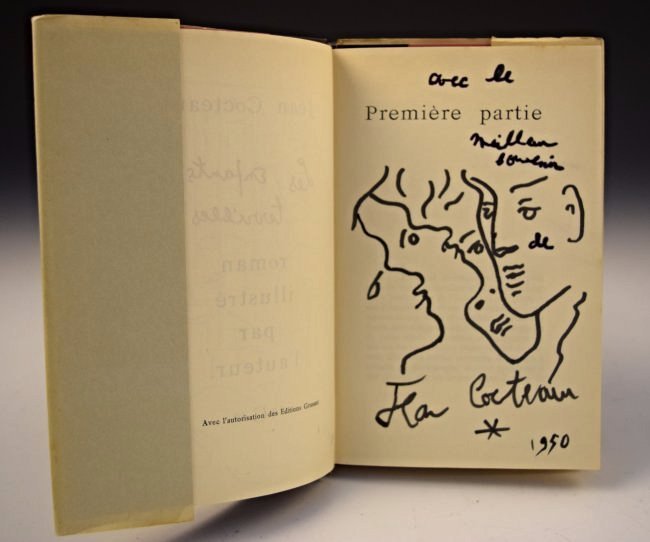 Jean Cocteau
Les enfants
terribles
roman
illustré
par
l'auteur
Avec l'autorisation des Editions Grasset
avec le
Première partie
meilleur
souvenir
de
Jean Cocteau
1950